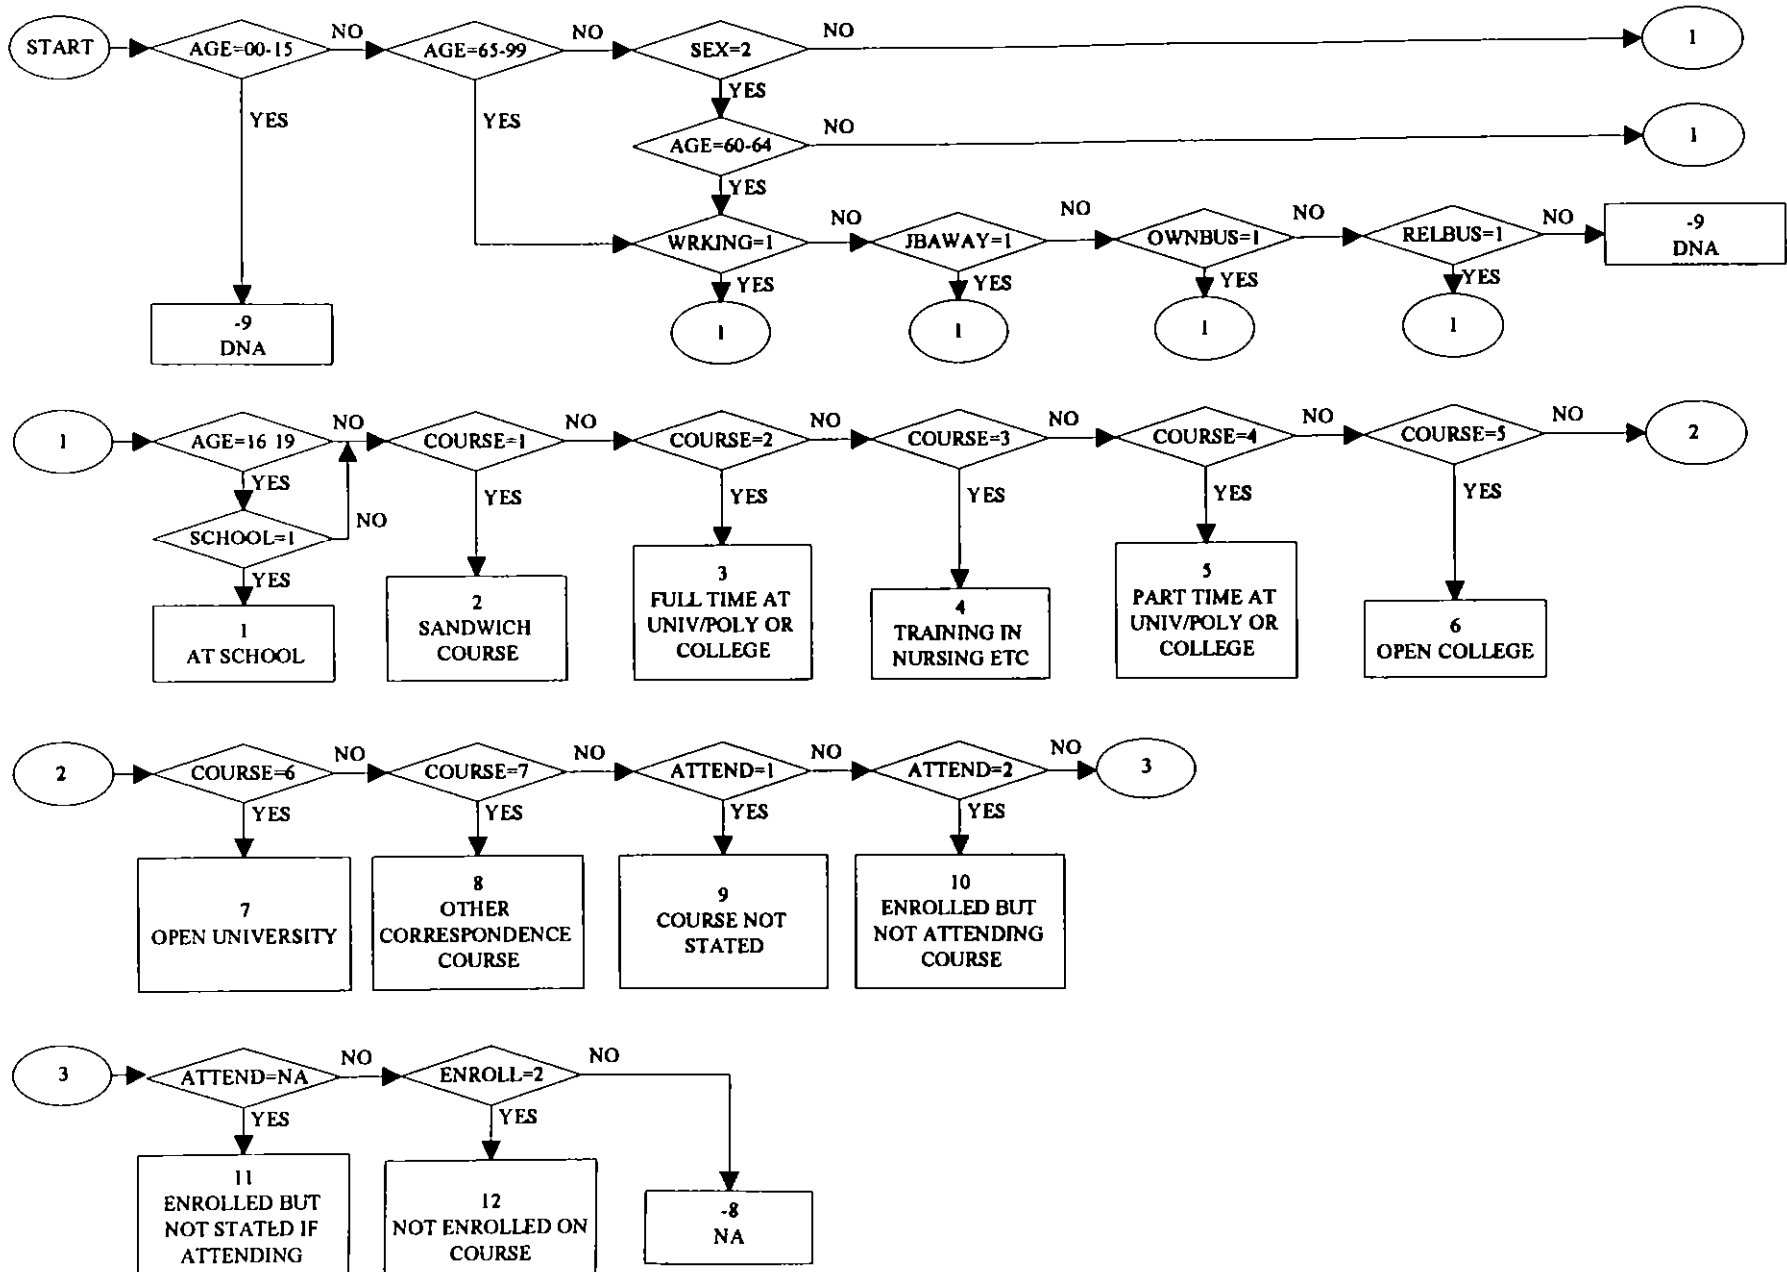 START
AGE=00-15
NO
AGE=65-99
NO
SEX=2
NO
1
YES
YES
YES
AGE=60-64
NO
1
YES
WRKING=1
NO
JBAWAY=1
NO
OWNBUS=1
NO
RELBUS=1
NO
-9
DNA
YES
YES
YES
YES
-9
DNA
1
1
1
1
1
AGE=16 19
NO
COURSE=1
NO
COURSE=2
NO
COURSE=3
NO
COURSE=4
NO
COURSE=5
NO
2
YES
YES
YES
YES
YES
YES
SCHOOL=1
NO
YES
1
AT SCHOOL
2
SANDWICH
COURSE
3
FULL TIME AT
UNIV/POLY OR
COLLEGE
4
TRAINING IN
NURSING ETC
5
PART TIME AT
UNIV/POLY OR
COLLEGE
6
OPEN COLLEGE
2
COURSE=6
NO
COURSE=7
NO
ATTEND=1
NO
ATTEND=2
NO
3
YES
YES
YES
YES
7
OPEN UNIVERSITY
8
OTHER
CORRESPONDENCE
COURSE
9
COURSE NOT
STATED
10
ENROLLED BUT
NOT ATTENDING
COURSE
3
ATTEND=NA
NO
ENROLL=2
NO
YES
YES
11
ENROLLED BUT
NOT STATED IF
ATTENDING
12
NOT ENROLLED ON
COURSE
-8
NA